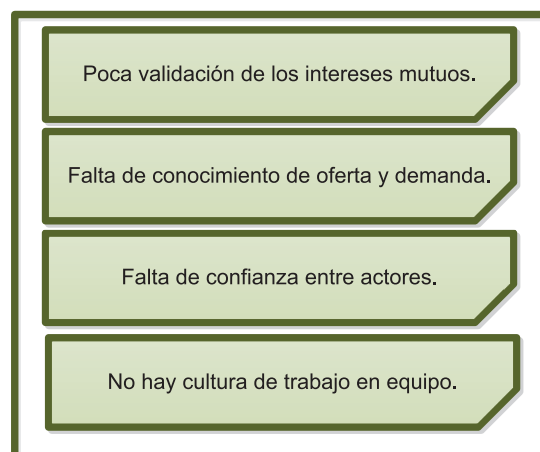 Poca validación de los intereses mutuos.
Falta de conocimiento de oferta y demanda.
Falta de confianza entre actores.
No hay cultura de trabajo en equipo.